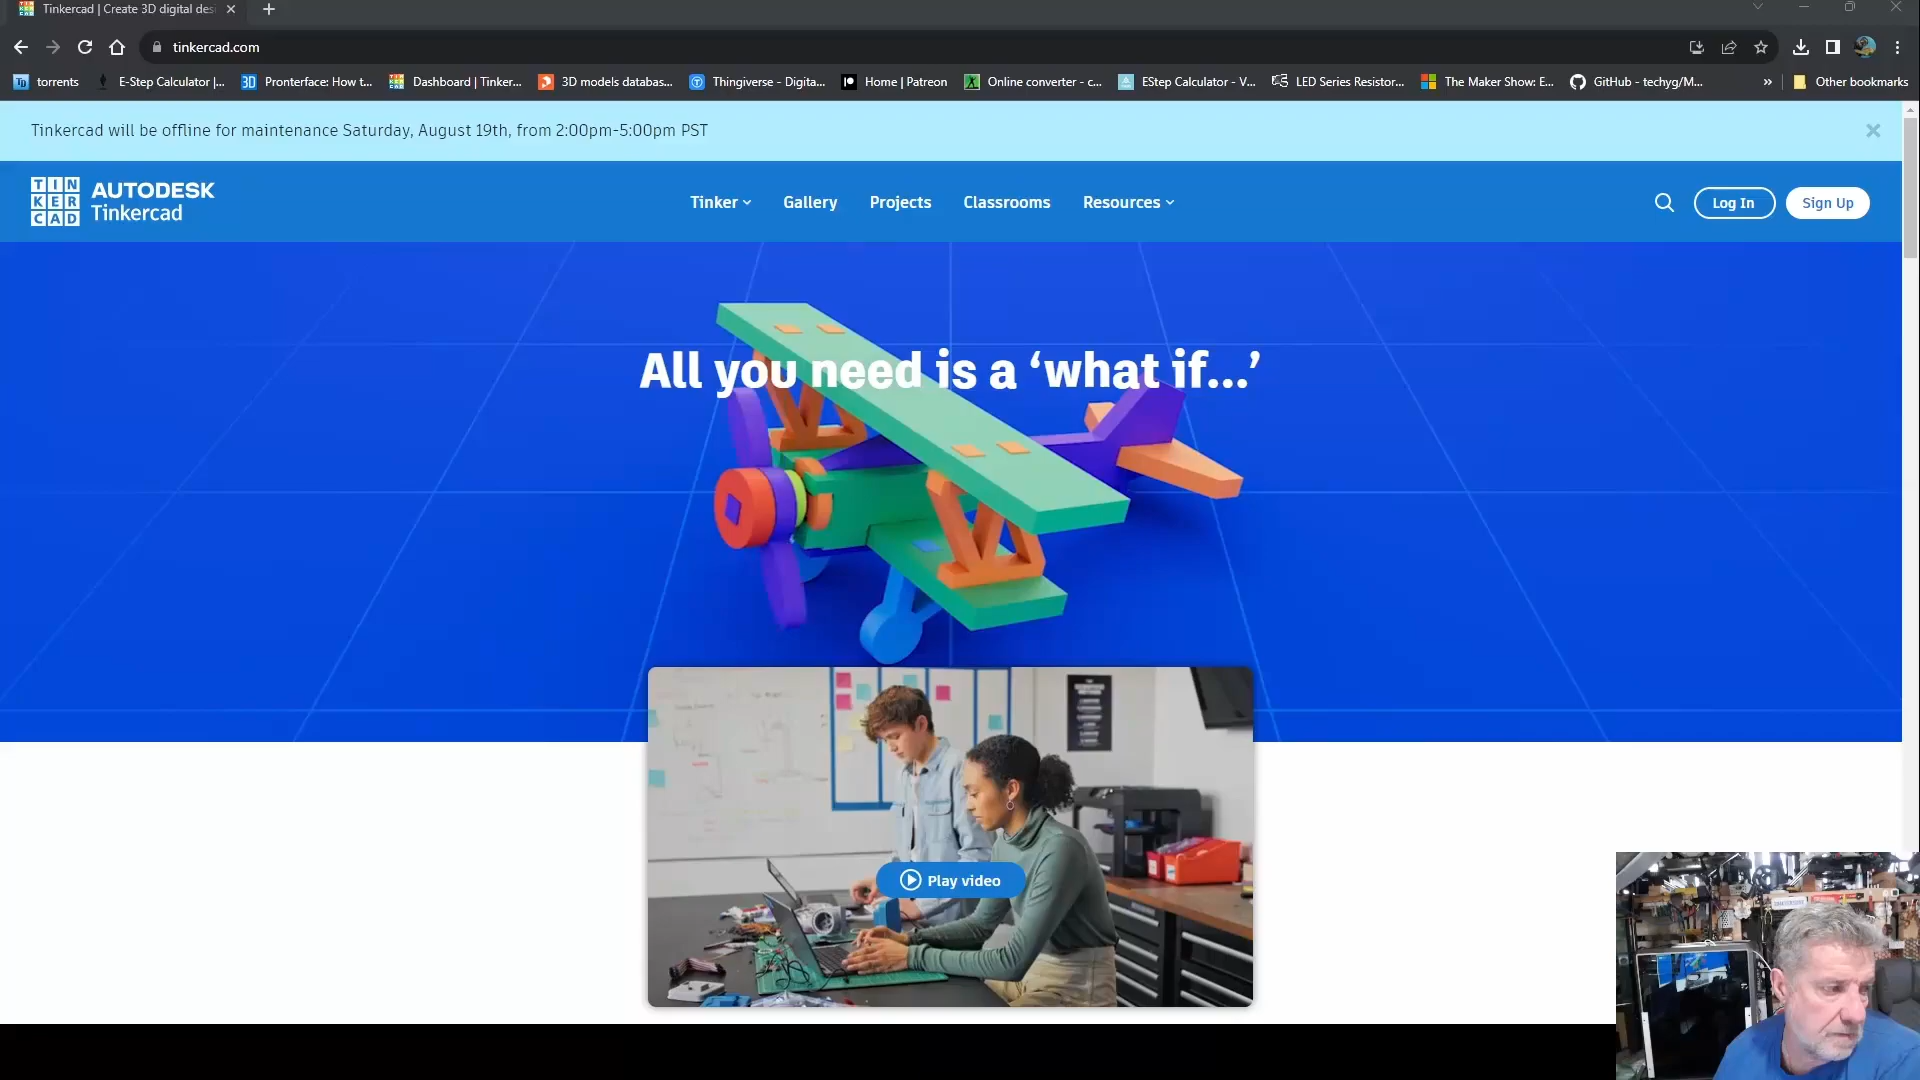 Tinkercad | Create 3D digital des
tinkercad.com
torrents
E-Step Calculator |...
Pronterface: How t...
Dashboard | Tinker...
3D models databas...
Thingiverse - Digita...
Home | Patreon
Online converter - c...
EStep Calculator - V...
LED Series Resistor...
The Maker Show: E...
GitHub - techyg/M...
»
Other bookmarks
Tinkercad will be offline for maintenance Saturday, August 19th, from 2:00pm-5:00pm PST
TIN
KER
CAD
AUTODESK
Tinkercad
Tinker
Gallery
Projects
Classrooms
Resources
Log In
Sign Up
All you need is a ‘what if...’
Play video